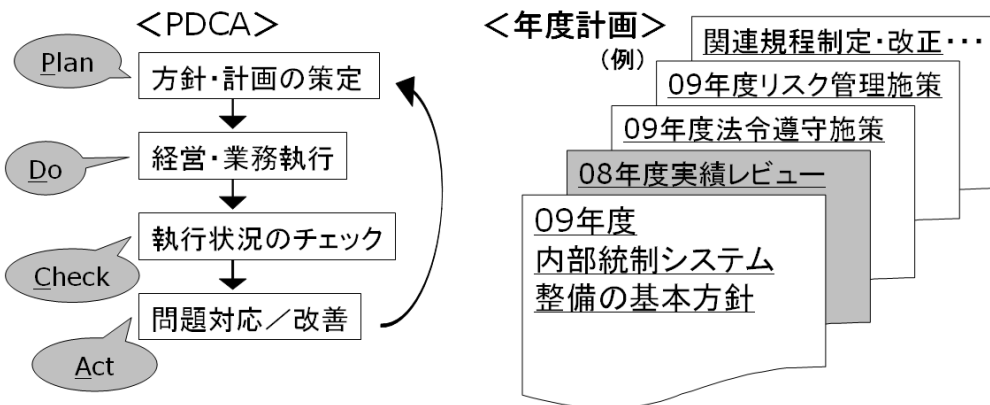 <PDCA>
Plan
方針・計画の策定
Do
経営・業務執行
執行状況のチェック
Check
問題対応／改善
Act
<年度計画>
(例)
関連規程制定・改正・・・
09年度リスク管理施策
09年度法令遵守施策
08年度実績レビュー
09年度
内部統制システム
整備の基本方針